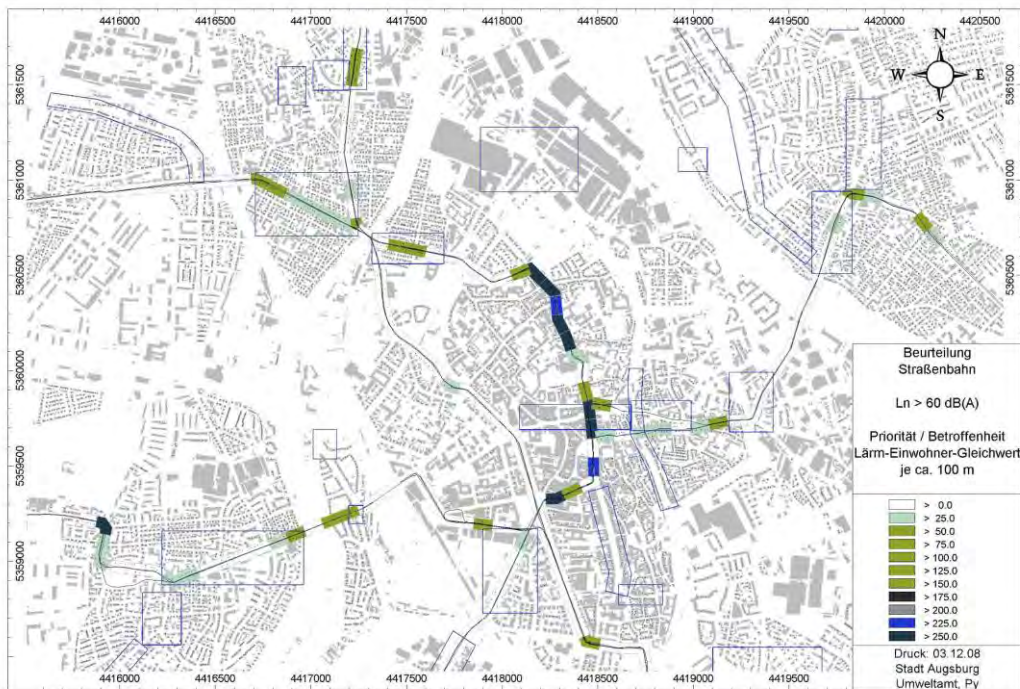 4416000 4416500 4417000 4417500 4418000 4418500 4419000 4419500 4420000 4420500
N
W E
S
5361500 5361500
5361000 5361000
5360500 5360500
5360000
5359500
5359000
Beurteilung
Straßenbahn
Ln > 60 dB(A)
Priorität / Betroffenheit
Lärm-Einwohner-Gleichwert
je ca. 100 m
> 0.0
> 25.0
> 50.0
> 75.0
> 100.0
> 125.0
> 150.0
> 175.0
> 200.0
> 225.0
> 250.0
Druck: 03.12.08
Stadt Augsburg
Umweltamt, Py
4416000 4416500 4417000 4417500 4418000 4418500 4419000 4419500 4420000 4420500